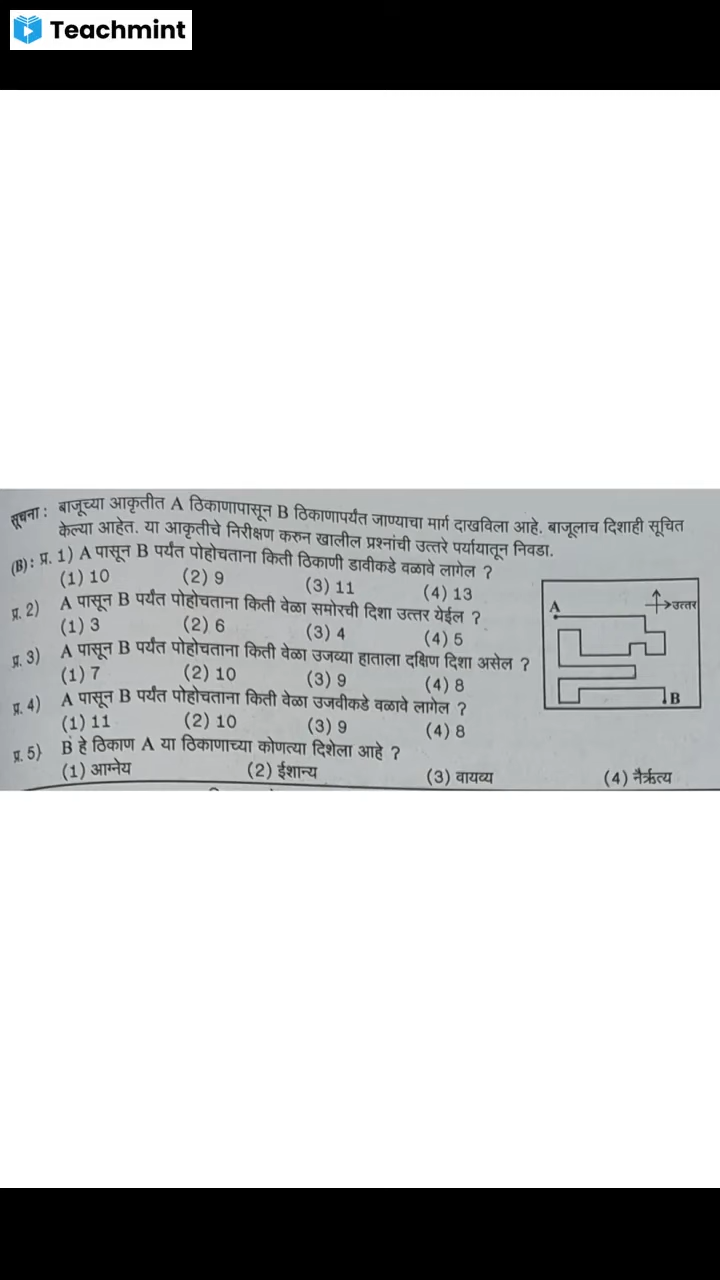 Teachmint
सूचना : बाजूच्या आकृतीत A ठिकाणापासून B ठिकाणापर्यंत जाण्याचा मार्ग दाखविला आहे. बाजूलाच दिशाही सूचित
केल्या आहेत. या आकृतीचे निरीक्षण करुन खालील प्रश्नांची उत्तरे पर्यायातून निवडा.
(B) : प्र. 1) A पासून B पर्यंत पोहोचताना किती ठिकाणी डावीकडे वळावे लागेल ?
(1) 10 (2) 9 (3) 11 (4) 13
प्र. 2) A पासून B पर्यंत पोहोचताना किती वेळा समोरची दिशा उत्तर येईल ?
(1) 3 (2) 6 (3) 4 (4) 5
प्र. 3) A पासून B पर्यंत पोहोचताना किती वेळा उजव्या हाताला दक्षिण दिशा असेल ?
(1) 7 (2) 10 (3) 9 (4) 8
प्र. 4) A पासून B पर्यंत पोहोचताना किती वेळा उजवीकडे वळावे लागेल ?
(1) 11 (2) 10 (3) 9 (4) 8
प्र. 5) B हे ठिकाण A या ठिकाणाच्या कोणत्या दिशेला आहे ?
(1) आग्नेय (2) ईशान्य (3) वायव्य (4) नैर्ऋत्य
A
उत्तर
B